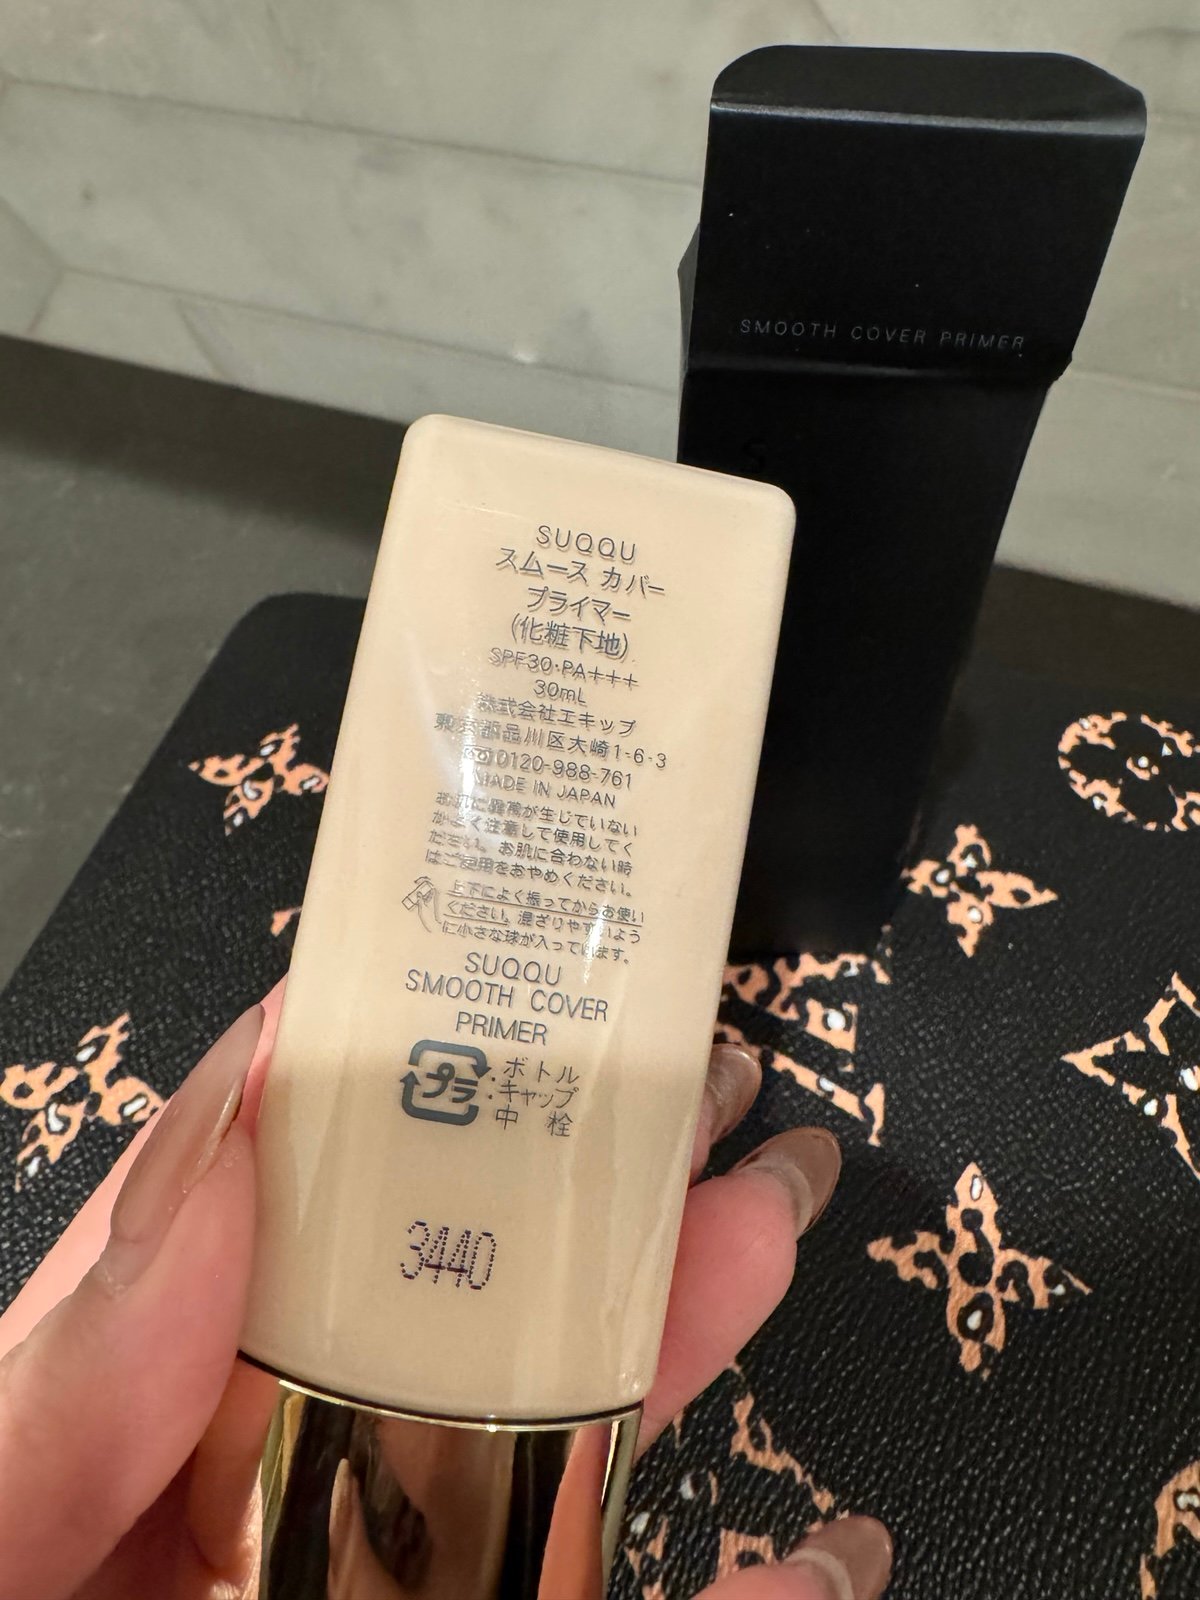 SMOOTH COVER PRIMER
SUQQU
スムース カバー
プライマー
(化粧下地)
SPF30・PA+++
30mL
株式会社エキップ
東京都品川区大崎1-6-3
0120-988-761
MADE IN JAPAN
お肌に異常が生じていない
かよく注意して使用してく
ださい。お肌に合わない時
はご使用をおやめください。
上下によく振ってからお使い
ください。混ざりやすいよう
に小さな球が入っています。
SUQQU
SMOOTH COVER
PRIMER
プラ
・ボトル
・キャップ
中 栓
3440